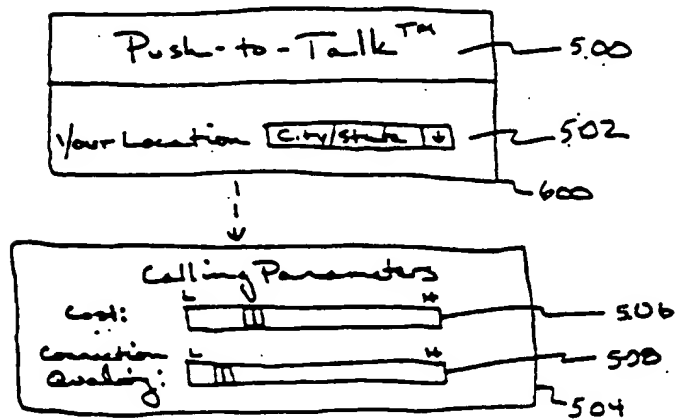 Push-to-Talk™ 500
Your Location City/State 502
600
Calling Parameters
L H
Cost: 506
Connection L H
Quality: 508
504